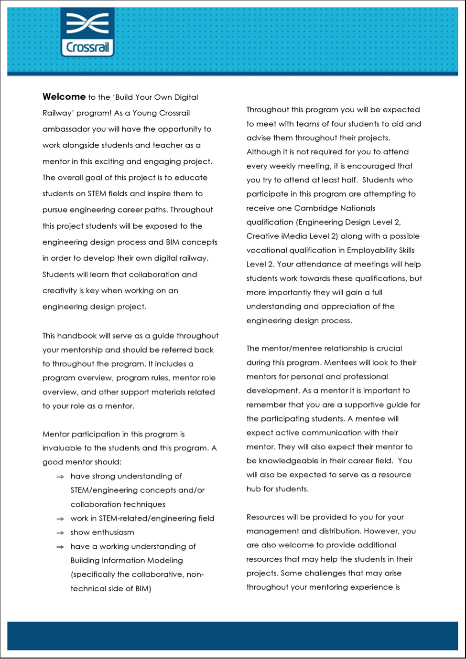 Crossrail
Welcome to the 'Build Your Own Digital
Railway' program! As a Young Crossrail
ambassador you will have the opportunity to
work alongside students and teacher as a
mentor in this exciting and engaging project.
The overall goal of this project is to educate
students on STEM fields and inspire them to
pursue engineering career paths. Throughout
this project students will be exposed to the
engineering design process and BIM concepts
in order to develop their own digital railway.
Students will learn that collaboration and
creativity is key when working on an
engineering design project.
This handbook will serve as a guide throughout
your mentorship and should be referred back
to throughout the program. It includes a
program overview, program rules, mentor role
overview, and other support materials related
to your role as a mentor.
Mentor participation in this program is
invaluable to the students and this program. A
good mentor should:
⇒ have strong understanding of
STEM/engineering concepts and/or
collaboration techniques
⇒ work in STEM-related/engineering field
⇒ show enthusiasm
⇒ have a working understanding of
Building Information Modeling
(specifically the collaborative, non-
technical side of BIM)
Throughout this program you will be expected
to meet with teams of four students to aid and
advise them throughout their projects.
Although it is not required for you to attend
every weekly meeting, it is encouraged that
you try to attend at least half. Students who
participate in this program are attempting to
receive one Cambridge Nationals
qualification (Engineering Design Level 2,
Creative iMedia Level 2) along with a possible
vocational qualification in Employability Skills
Level 2. Your attendance at meetings will help
students work towards these qualifications, but
more importantly they will gain a full
understanding and appreciation of the
engineering design process.
The mentor/mentee relationship is crucial
during this program. Mentees will look to their
mentors for personal and professional
development. As a mentor it is important to
remember that you are a supportive guide for
the participating students. A mentee will
expect active communication with their
mentor. They will also expect their mentor to
be knowledgeable in their career field. You
will also be expected to serve as a resource
hub for students.
Resources will be provided to you for your
management and distribution. However, you
are also welcome to provide additional
resources that may help the students in their
projects. Some challenges that may arise
throughout your mentoring experience is